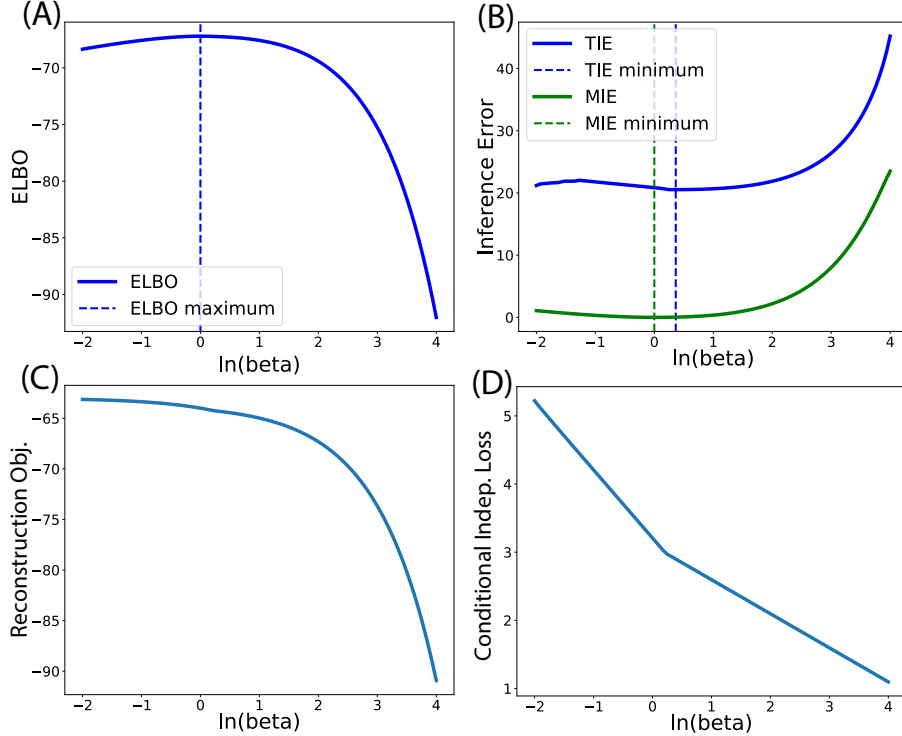 (A)
ELBO
−70
−75
−80
−85
−90
ELBO
ELBO maximum
−2
−1
0
1
2
3
4
ln(beta)
(B)
Inference Error
40
30
20
10
0
TIE
TIE minimum
MIE
MIE minimum
−2
−1
0
1
2
3
4
ln(beta)
(C)
Reconstruction Obj.
−65
−70
−75
−80
−85
−90
−2
−1
0
1
2
3
4
ln(beta)
(D)
Conditional Indep. Loss
5
4
3
2
1
−2
−1
0
1
2
3
4
ln(beta)